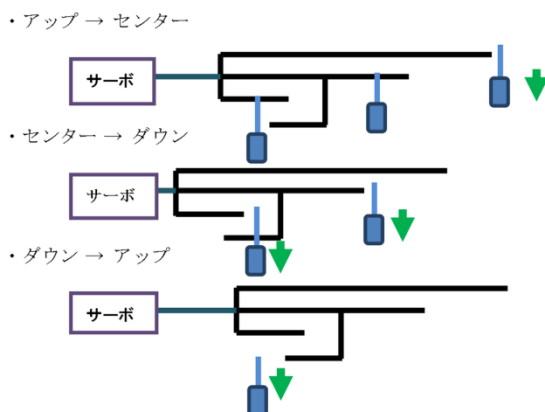 ・アップ → センター
サーボ
・センター → ダウン
サーボ
・ダウン → アップ
サーボ